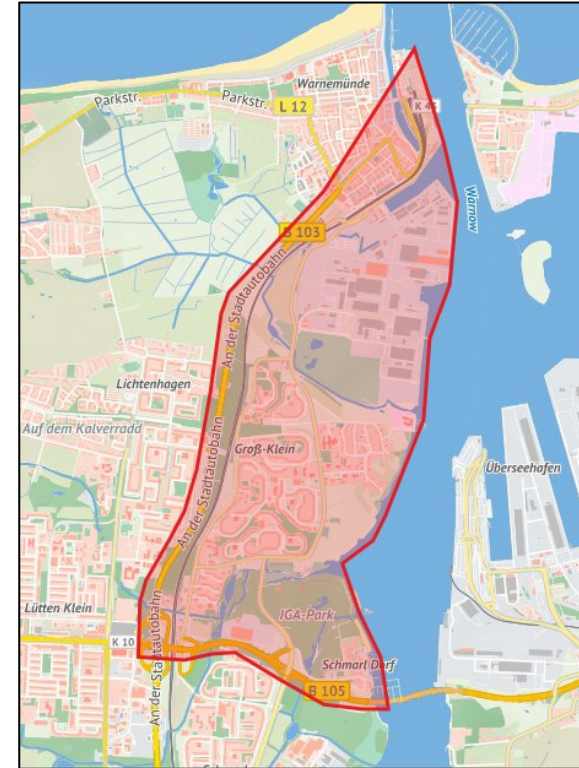 Warnemünde
Parkstr.
Parkstr.
L 12
Warnow
B 103
An der Stadtautobahn
Lichtenhagen
Auf dem Kalverradd
An der Stadtautobahn
Groß-Klein
Überseehafen
Lütten Klein
IGA-Park
K 10
An der Stadtautobahn
Schmarl Dorf
B 105